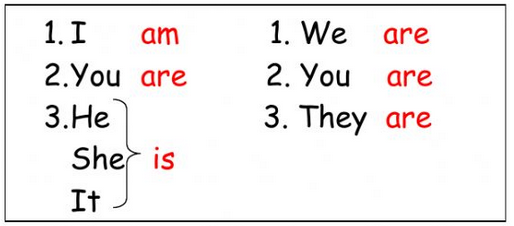 1. I am
2.You are
3.He
She is
It
1. We are
2. You are
3. They are